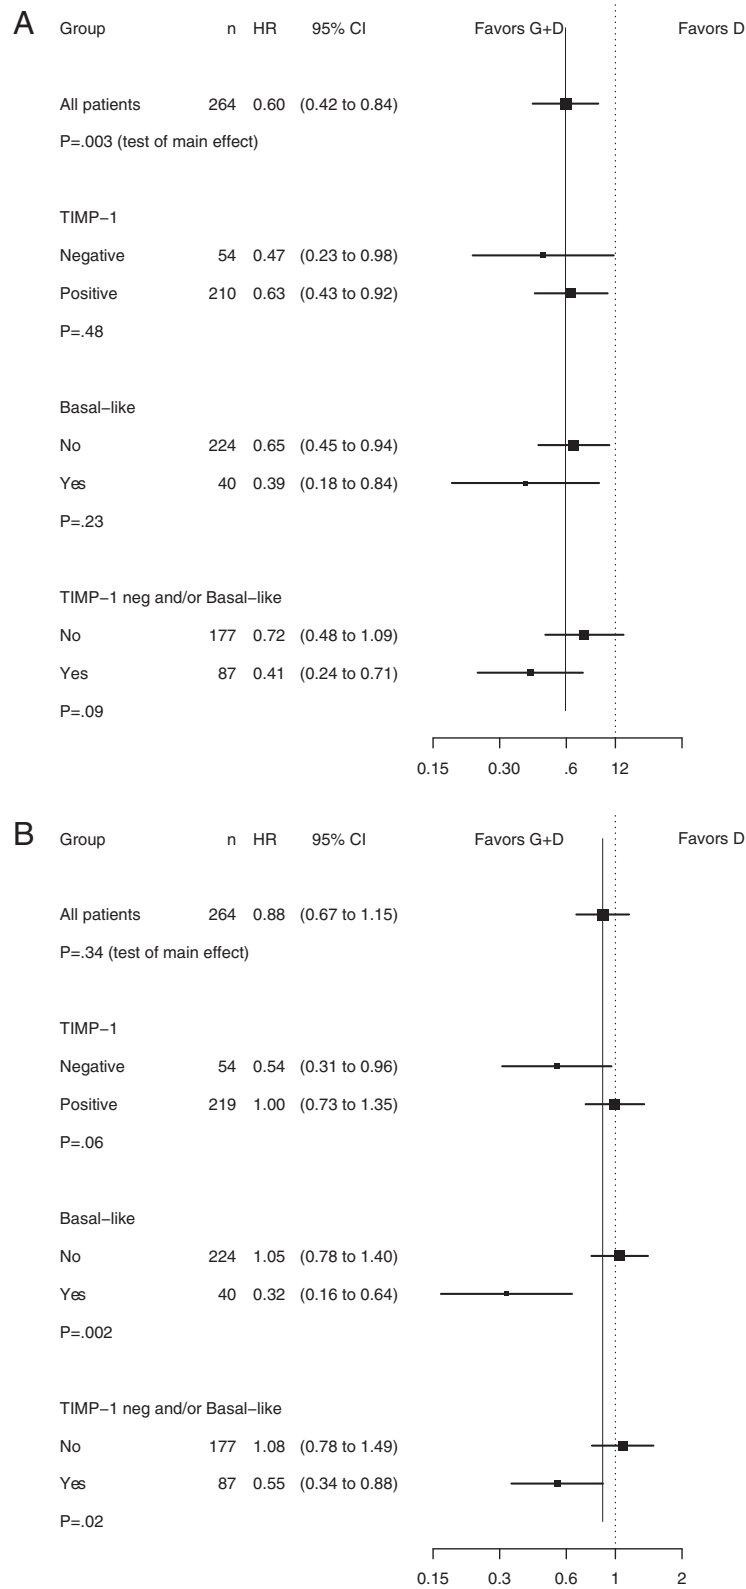 A Group n HR 95% CI Favors G+D Favors D
All patients 264 0.60 (0.42 to 0.84)
P=.003 (test of main effect)
TIMP−1
Negative 54 0.47 (0.23 to 0.98)
Positive 210 0.63 (0.43 to 0.92)
P=.48
Basal−like
No 224 0.65 (0.45 to 0.94)
Yes 40 0.39 (0.18 to 0.84)
P=.23
TIMP−1 neg and/or Basal−like
No 177 0.72 (0.48 to 1.09)
Yes 87 0.41 (0.24 to 0.71)
P=.09
0.15 0.30 .6 12
B Group n HR 95% CI Favors G+D Favors D
All patients 264 0.88 (0.67 to 1.15)
P=.34 (test of main effect)
TIMP−1
Negative 54 0.54 (0.31 to 0.96)
Positive 219 1.00 (0.73 to 1.35)
P=.06
Basal−like
No 224 1.05 (0.78 to 1.40)
Yes 40 0.32 (0.16 to 0.64)
P=.002
TIMP−1 neg and/or Basal−like
No 177 1.08 (0.78 to 1.49)
Yes 87 0.55 (0.34 to 0.88)
P=.02
0.15 0.3 0.6 1 2